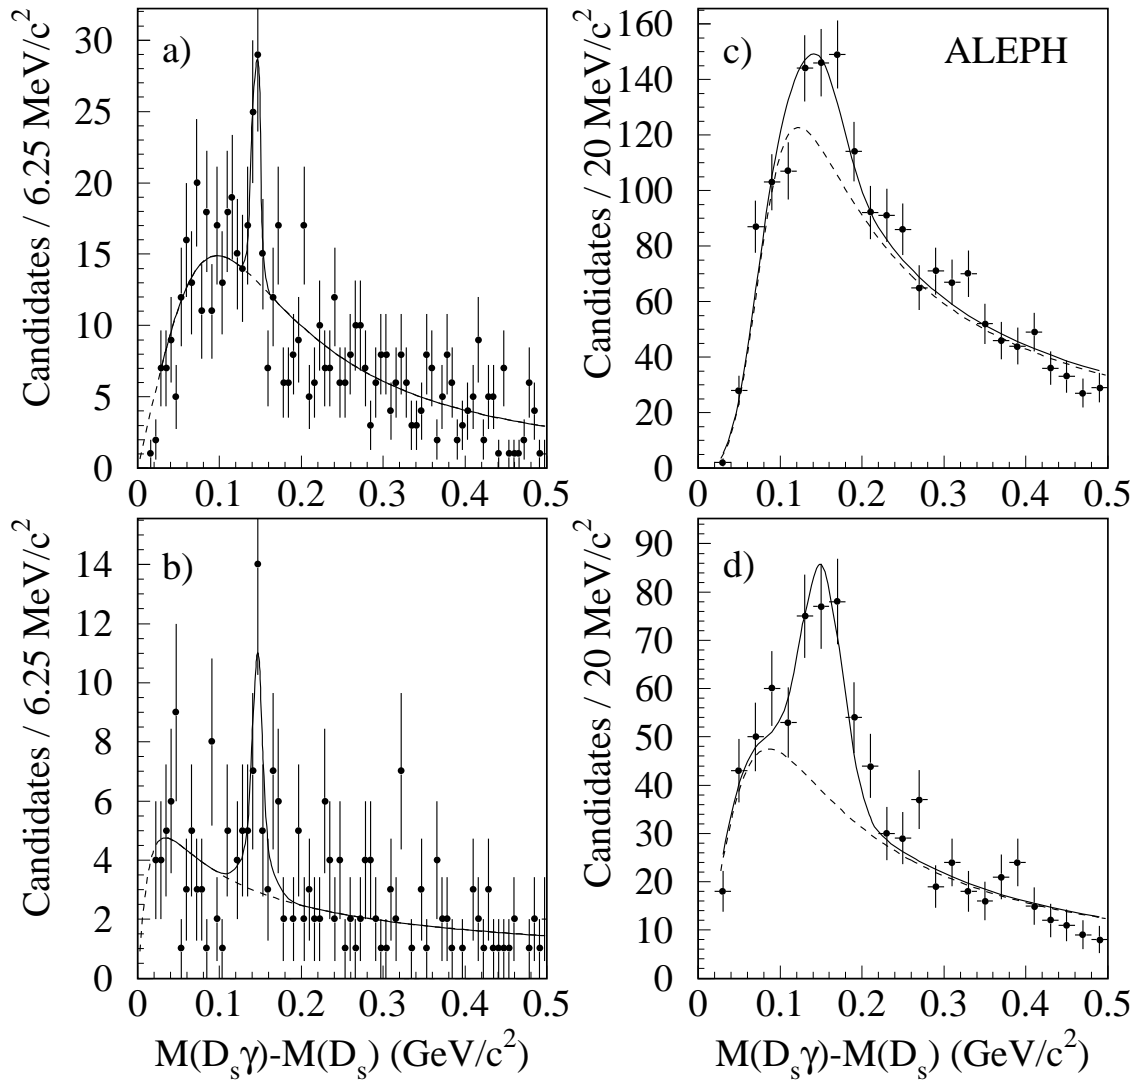 a)
Candidates / 6.25 MeV/c²
30
25
20
15
10
5
0
0 0.1 0.2 0.3 0.4 0.5
c)
ALEPH
Candidates / 20 MeV/c²
160
140
120
100
80
60
40
20
0
0 0.1 0.2 0.3 0.4 0.5
b)
Candidates / 6.25 MeV/c²
14
12
10
8
6
4
2
0
0 0.1 0.2 0.3 0.4 0.5
M(Dₛγ)-M(Dₛ) (GeV/c²)
d)
Candidates / 20 MeV/c²
90
80
70
60
50
40
30
20
10
0
0 0.1 0.2 0.3 0.4 0.5
M(Dₛγ)-M(Dₛ) (GeV/c²)